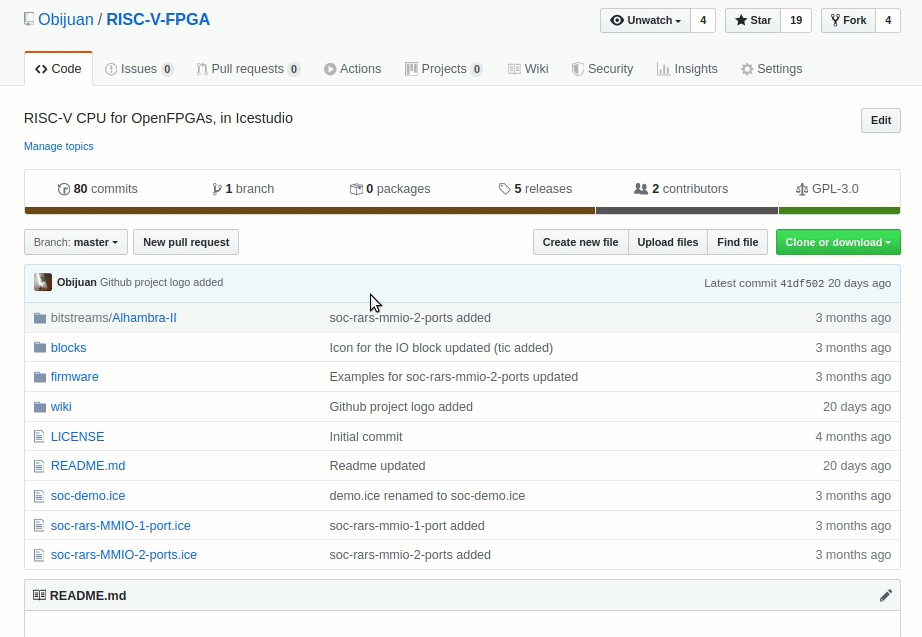 Obijuan / RISC-V-FPGA Unwatch 4 Star 19 Fork 4
Code Issues 0 Pull requests 0 Actions Projects 0 Wiki Security Insights Settings
RISC-V CPU for OpenFPGAs, in Icestudio Edit
Manage topics
80 commits 1 branch 0 packages 5 releases 2 contributors GPL-3.0
Branch: master New pull request Create new file Upload files Find file Clone or download
Obijuan Github project logo added Latest commit 41df502 20 days ago
bitstreams/Alhambra-II soc-rars-mmio-2-ports added 3 months ago
blocks Icon for the IO block updated (tic added) 3 months ago
firmware Examples for soc-rars-mmio-2-ports updated 3 months ago
wiki Github project logo added 20 days ago
LICENSE Initial commit 4 months ago
README.md Readme updated 20 days ago
soc-demo.ice demo.ice renamed to soc-demo.ice 3 months ago
soc-rars-MMIO-1-port.ice soc-rars-mmio-1-port added 3 months ago
soc-rars-MMIO-2-ports.ice soc-rars-mmio-2-ports added 3 months ago
README.md